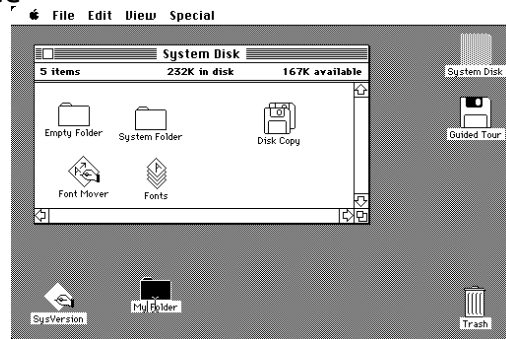 File Edit View Special
System Disk
5 items 232K in disk 167K available
System Disk
Empty Folder System Folder Disk Copy
Guided Tour
Font Mover Fonts
SysVersion My Folder Trash